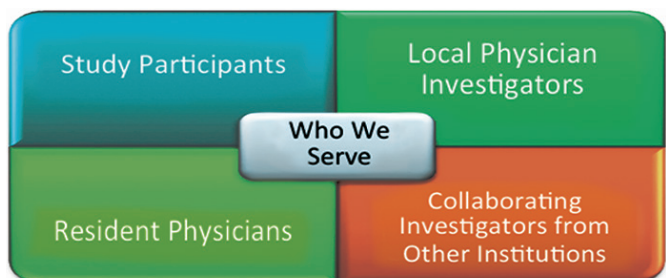 Study Participants
Local Physician
Investigators
Who We
Serve
Resident Physicians
Collaborating
Investigators from
Other Institutions